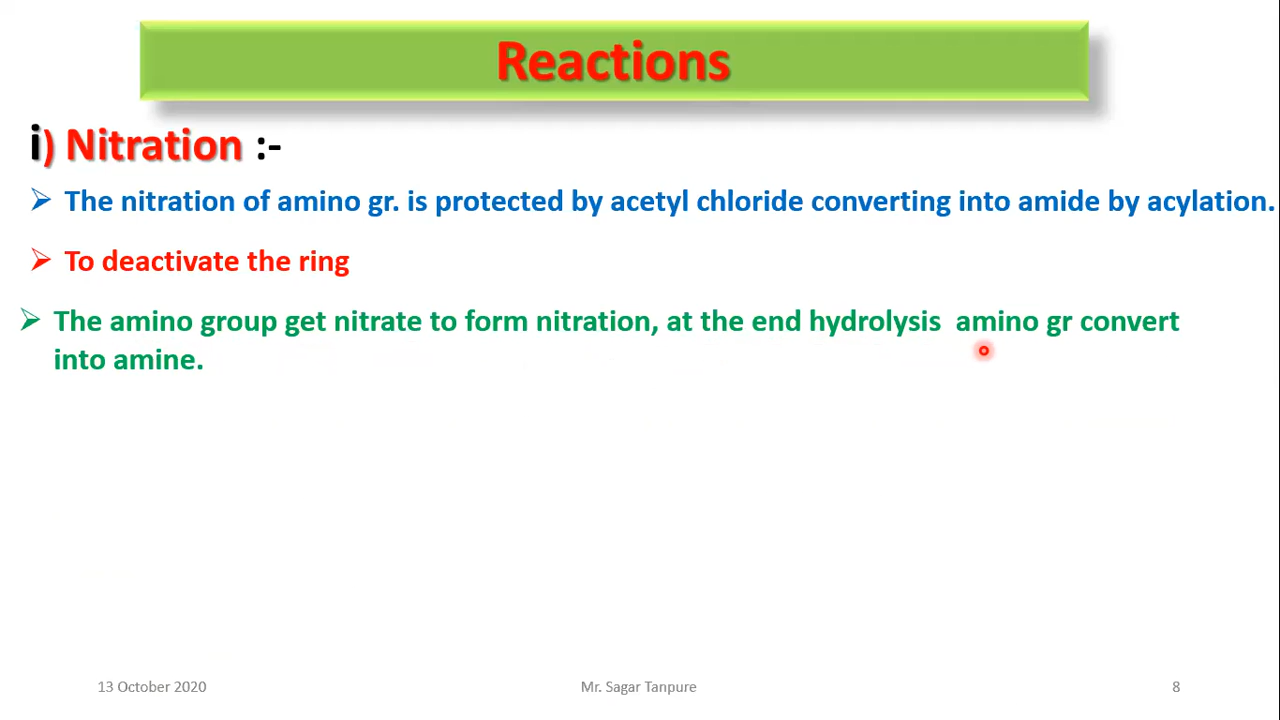 Reactions
i) Nitration :-
The nitration of amino gr. is protected by acetyl chloride converting into amide by acylation.
To deactivate the ring
The amino group get nitrate to form nitration, at the end hydrolysis amino gr convert
into amine.
13 October 2020
Mr. Sagar Tanpure
8